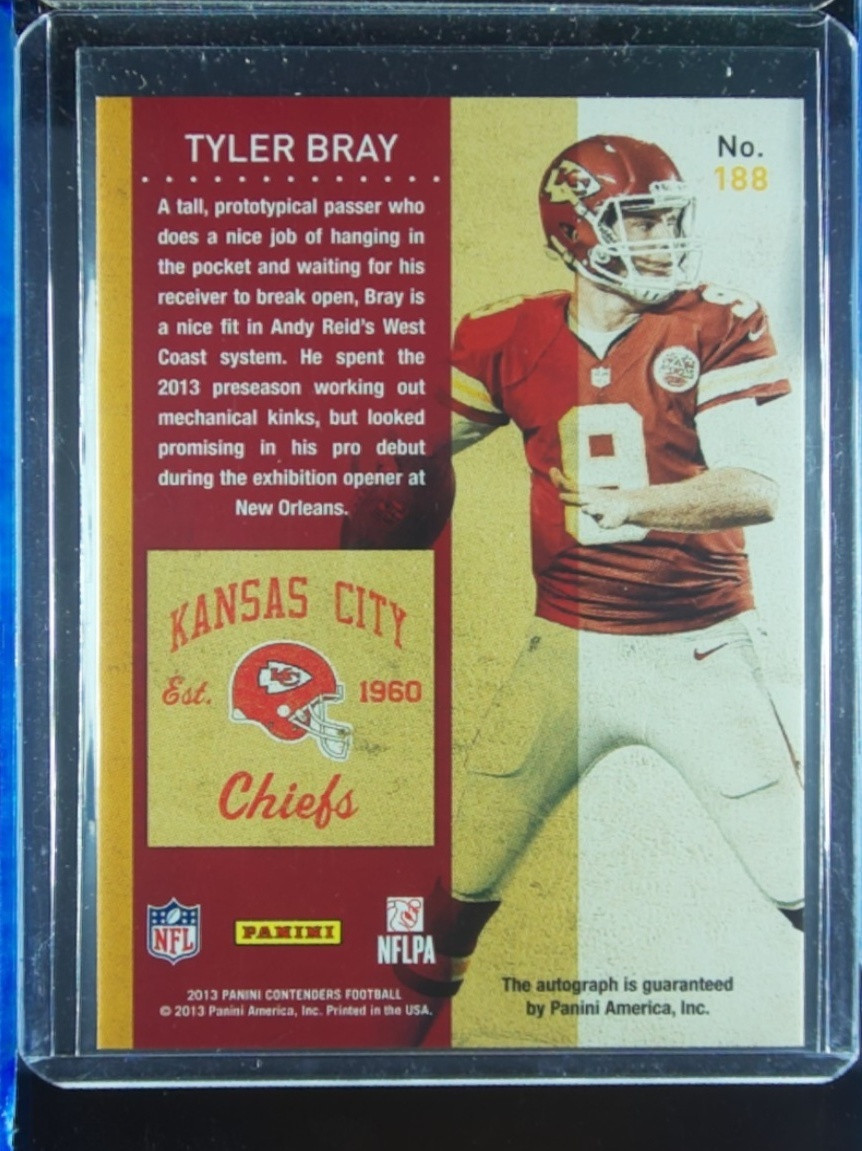 TYLER BRAY
No.
188
A tall, prototypical passer who
does a nice job of hanging in
the pocket and waiting for his
receiver to break open, Bray is
a nice fit in Andy Reid's West
Coast system. He spent the
2013 preseason working out
mechanical kinks, but looked
promising in his pro debut
during the exhibition opener at
New Orleans.
KC
9
9
KANSAS CITY
Est. 1960
KC
Chiefs
NFL
PANINI
NFLPA
The autograph is guaranteed
by Panini America, Inc.
2013 PANINI CONTENDERS FOOTBALL
© 2013 Panini America, Inc. Printed in the USA.